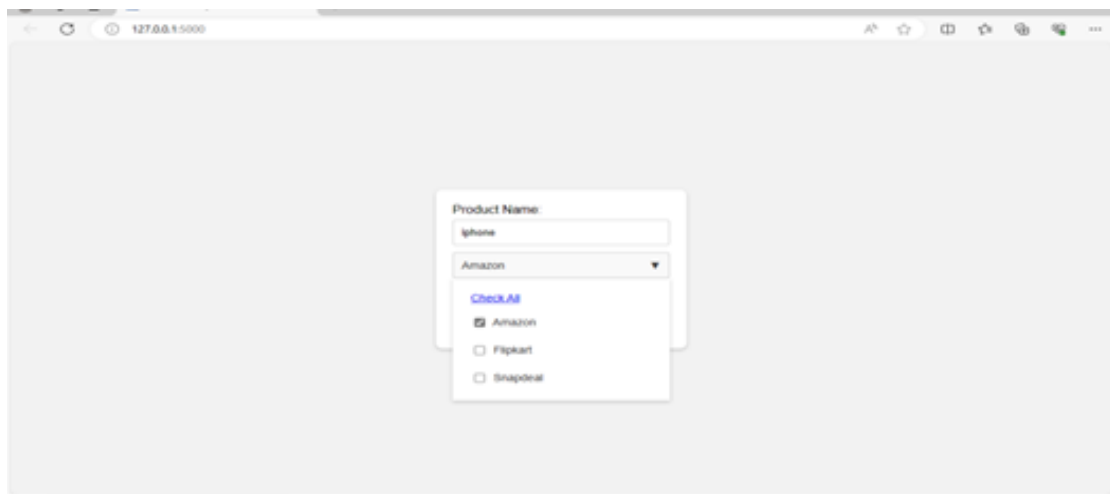 127.0.0.1:5000
Product Name:
iphone
Amazon
Check All
Amazon
Flipkart
Snapdeal